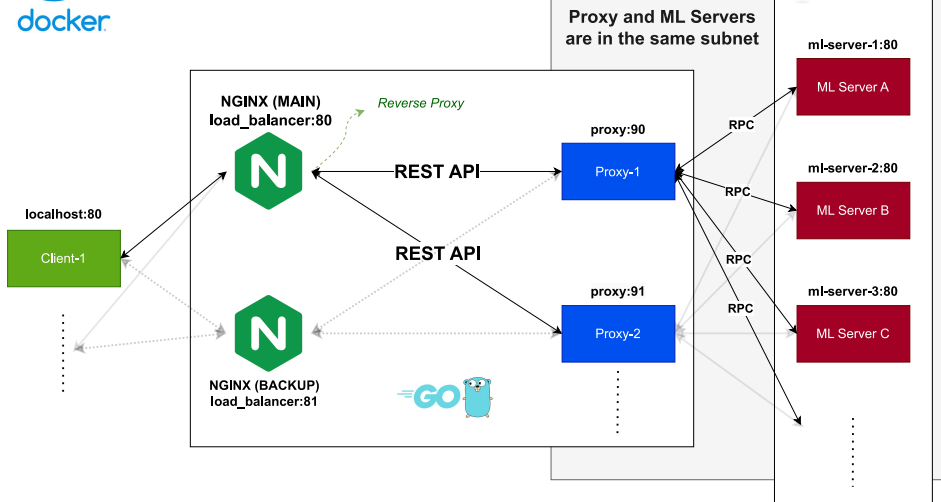 docker
Proxy and ML Servers
are in the same subnet
ml-server-1:80
ML Server A
NGINX (MAIN)
load_balancer:80
Reverse Proxy
proxy:90
Proxy-1
REST API
RPC
ml-server-2:80
ML Server B
RPC
localhost:80
Client-1
REST API
RPC
proxy:91
Proxy-2
RPC
ml-server-3:80
ML Server C
NGINX (BACKUP)
load_balancer:81
GO